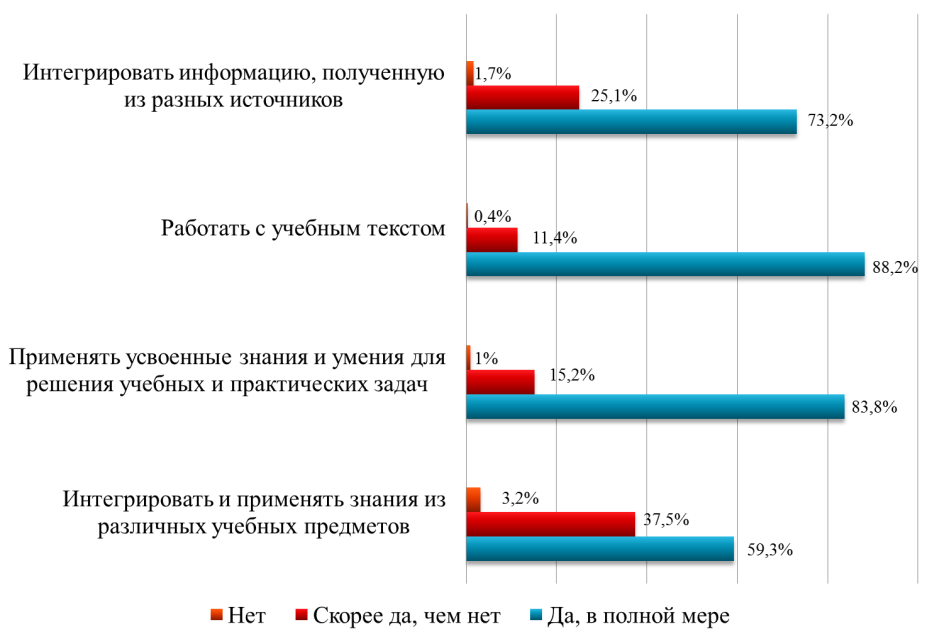 Интегрировать информацию, полученную
из разных источников
1,7%
25,1%
73,2%
Работать с учебным текстом
0,4%
11,4%
88,2%
Применять усвоенные знания и умения для
решения учебных и практических задач
1%
15,2%
83,8%
Интегрировать и применять знания из
различных учебных предметов
3,2%
37,5%
59,3%
Нет Скорее да, чем нет Да, в полной мере